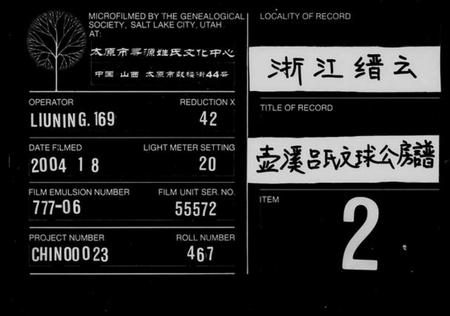 MICROFILMED BY THE GENEALOGICAL
SOCIETY, SALT LAKE CITY, UTAH
AT:
太原市寻源姓氏文化中心
中国 山西 太原市鼓楼街44号
OPERATOR
REDUCTION X
LIUNING.169
42
DATE FILMED
LIGHT METER SETTING
2004 1 8
20
FILM EMULSION NUMBER
FILM UNIT SER. NO.
777-06
55572
PROJECT NUMBER
ROLL NUMBER
CHN00023
467
LOCALITY OF RECORD
浙江缙云
TITLE OF RECORD
壶溪吕氏文球公房譜
ITEM
2